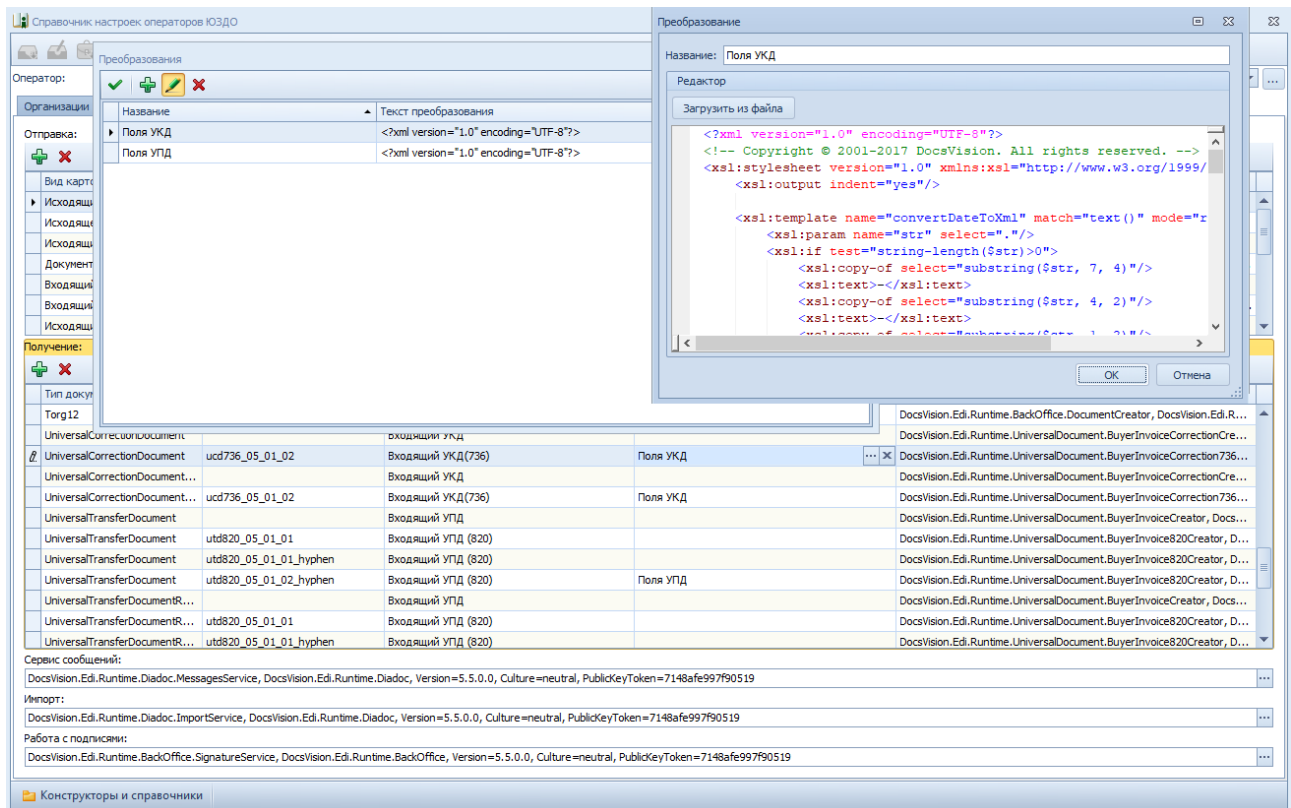 Справочник настроек операторов ЮЗДО
Оператор:
Организации
Отправка:
Вид карто
Исходящи
Исходяще
Исходящи
Документ
Входящий
Входящий
Исходящи
Преобразования
Название Текст преобразования
Поля УКД <?xml version="1.0" encoding="UTF-8"?>
Поля УПД <?xml version="1.0" encoding="UTF-8"?>
Преобразование
Название: Поля УКД
Редактор
Загрузить из файла
<?xml version="1.0" encoding="UTF-8"?>
<!-- Copyright © 2001-2017 DocsVision. All rights reserved. -->
<xsl:stylesheet version="1.0" xmlns:xsl="http://www.w3.org/1999/
<xsl:output indent="yes"/>
<xsl:template name="convertDateToXml" match="text()" mode="r
<xsl:param name="str" select="."/>
<xsl:if test="string-length($str)>0">
<xsl:copy-of select="substring($str, 7, 4)"/>
<xsl:text>-</xsl:text>
<xsl:copy-of select="substring($str, 4, 2)"/>
<xsl:text>-</xsl:text>
<xsl:copy-of select="substring($str, 1, 2)"/>
OK Отмена
Получение:
Тип докум
Torg12 DocsVision.Edi.Runtime.BackOffice.DocumentCreator, DocsVision.Edi.R...
UniversalCorrectionDocument Входящий УКД DocsVision.Edi.Runtime.UniversalDocument.BuyerInvoiceCorrectionCre...
UniversalCorrectionDocument ucd736_05_01_02 Входящий УКД(736) Поля УКД DocsVision.Edi.Runtime.UniversalDocument.BuyerInvoiceCorrection736...
UniversalCorrectionDocument... Входящий УКД DocsVision.Edi.Runtime.UniversalDocument.BuyerInvoiceCorrectionCre...
UniversalCorrectionDocument... ucd736_05_01_02 Входящий УКД(736) Поля УКД DocsVision.Edi.Runtime.UniversalDocument.BuyerInvoiceCorrection736...
UniversalTransferDocument Входящий УПД DocsVision.Edi.Runtime.UniversalDocument.BuyerInvoiceCreator, Docs...
UniversalTransferDocument utd820_05_01_01 Входящий УПД (820) DocsVision.Edi.Runtime.UniversalDocument.BuyerInvoice820Creator, D...
UniversalTransferDocument utd820_05_01_01_hyphen Входящий УПД (820) DocsVision.Edi.Runtime.UniversalDocument.BuyerInvoice820Creator, D...
UniversalTransferDocument utd820_05_01_02_hyphen Входящий УПД (820) Поля УПД DocsVision.Edi.Runtime.UniversalDocument.BuyerInvoice820Creator, D...
UniversalTransferDocumentR... Входящий УПД DocsVision.Edi.Runtime.UniversalDocument.BuyerInvoiceCreator, Docs...
UniversalTransferDocumentR... utd820_05_01_01 Входящий УПД (820) DocsVision.Edi.Runtime.UniversalDocument.BuyerInvoice820Creator, D...
UniversalTransferDocumentR... utd820_05_01_01_hyphen Входящий УПД (820) DocsVision.Edi.Runtime.UniversalDocument.BuyerInvoice820Creator, D...
Сервис сообщений:
DocsVision.Edi.Runtime.Diadoc.MessagesService, DocsVision.Edi.Runtime.Diadoc, Version=5.5.0.0, Culture=neutral, PublicKeyToken=7148afe997f90519
Импорт:
DocsVision.Edi.Runtime.Diadoc.ImportService, DocsVision.Edi.Runtime.Diadoc, Version=5.5.0.0, Culture=neutral, PublicKeyToken=7148afe997f90519
Работа с подписями:
DocsVision.Edi.Runtime.BackOffice.SignatureService, DocsVision.Edi.Runtime.BackOffice, Version=5.5.0.0, Culture=neutral, PublicKeyToken=7148afe997f90519
Конструкторы и справочники